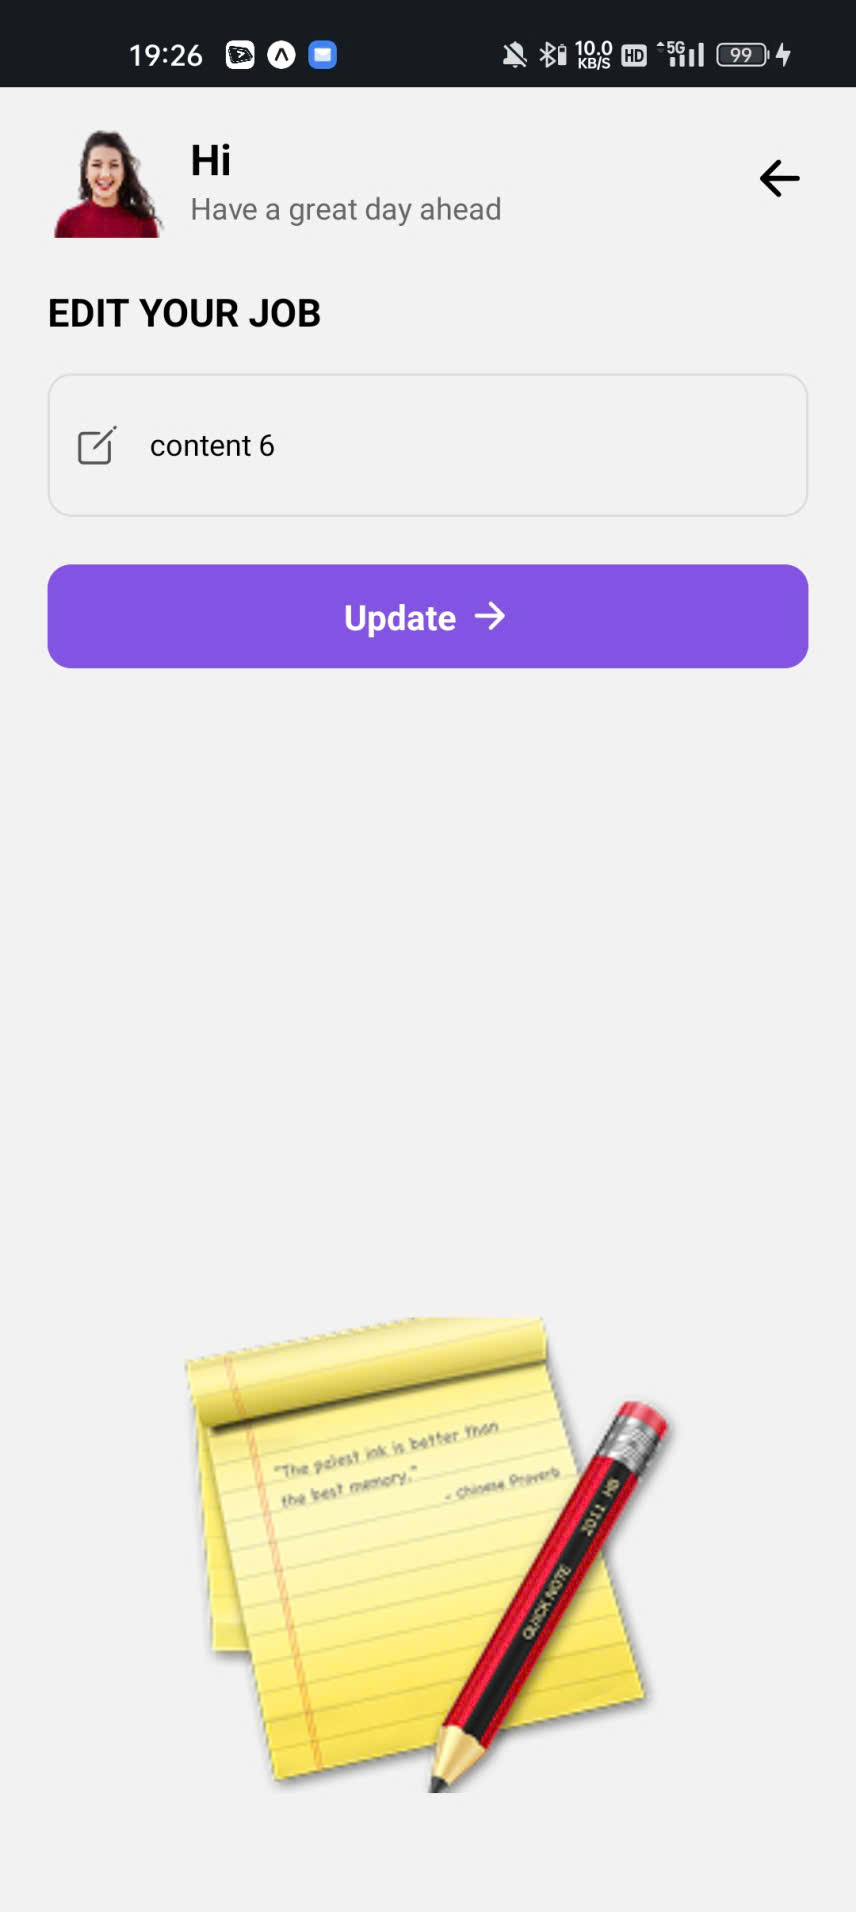 19:26
10.0
KB/S
HD
5G
99
Hi
Have a great day ahead
EDIT YOUR JOB
content 6
Update
"The palest ink is better than
the best memory."
- Chinese Proverb
QUICK NOTE 2011 HB